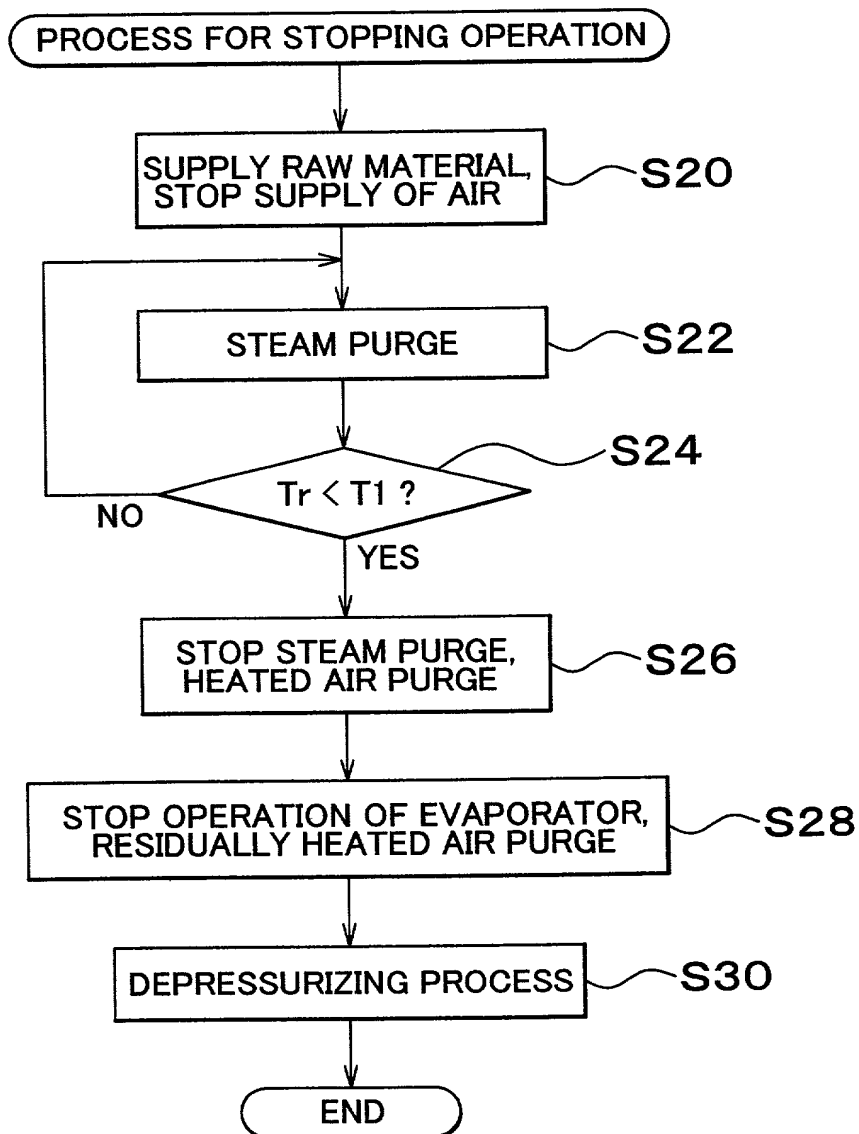 PROCESS FOR STOPPING OPERATION
SUPPLY RAW MATERIAL,
STOP SUPPLY OF AIR
S20
STEAM PURGE
S22
S24
Tr < T1 ?
NO
YES
STOP STEAM PURGE,
HEATED AIR PURGE
S26
STOP OPERATION OF EVAPORATOR,
RESIDUALLY HEATED AIR PURGE
S28
DEPRESSURIZING PROCESS
S30
END